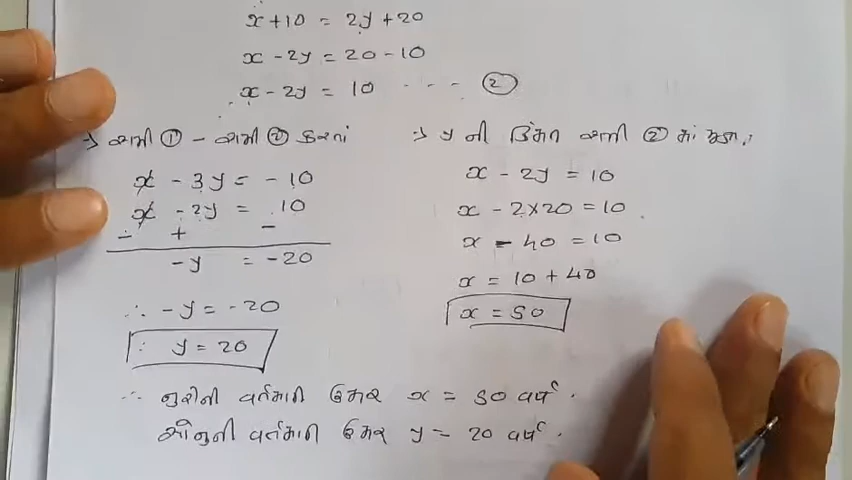 x + 10 = 2y + 20
x - 2y = 20 - 10
x - 2y = 10 - - - - ②
→ સમી ① - સમી ② કરતાં
x - 3y = - 10
x - 2y = 10
- + -
-y = -20
∴ -y = -20
∴ y = 20
→ y ની કિંમત સમી ② માં મુકતા,
x - 2y = 10
x - 2×20 = 10
x - 40 = 10
x = 10 + 40
x = 50
∴ નુરીની વર્તમાન ઉંમર x = 50 વર્ષ.
સોનુની વર્તમાન ઉંમર y = 20 વર્ષ.